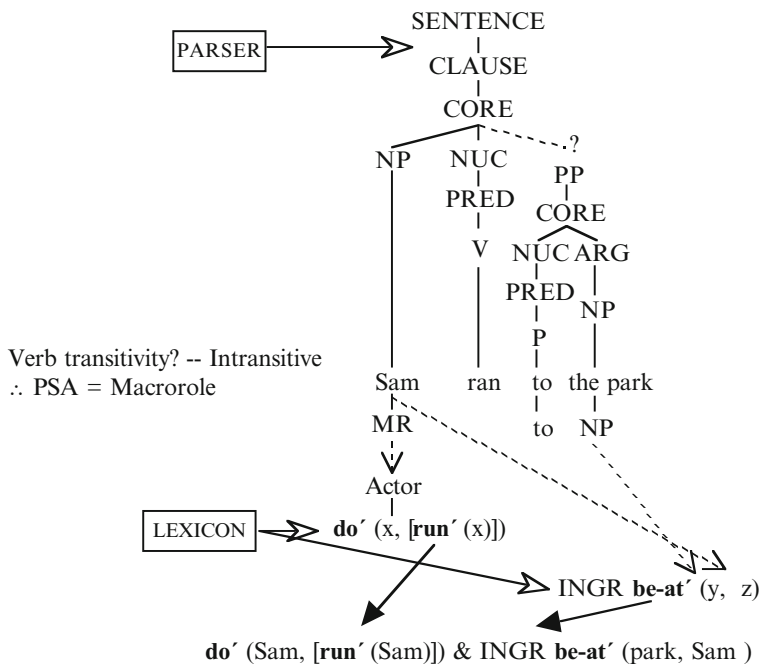 SENTENCE
PARSER
CLAUSE
CORE
?
NP NUC
PP
PRED
CORE
V
NUC ARG
PRED
NP
P
Verb transitivity? -- Intransitive
∴ PSA = Macrorole
Sam ran to the park
MR to NP
Actor
LEXICON
do´ (x, [run´ (x)])
INGR be-at´ (y, z)
do´ (Sam, [run´ (Sam)]) & INGR be-at´ (park, Sam )